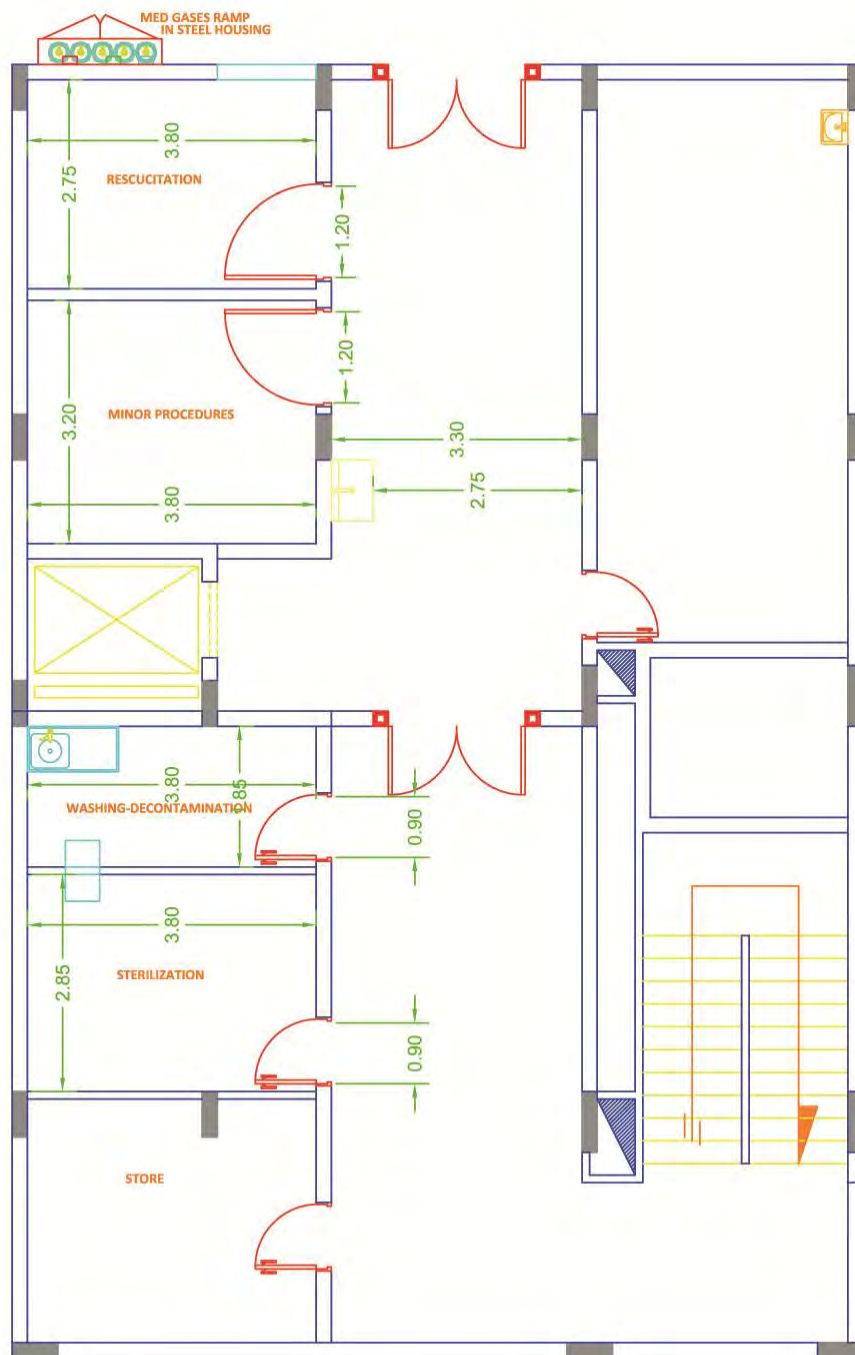 MED GASES RAMP
IN STEEL HOUSING
3.80
2.75
RESCUCITATION
1.20
1.20
3.20
MINOR PROCEDURES
3.30
3.80
2.75
3.80
1.85
WASHING-DECONTAMINATION
0.90
3.80
2.85
STERILIZATION
0.90
STORE